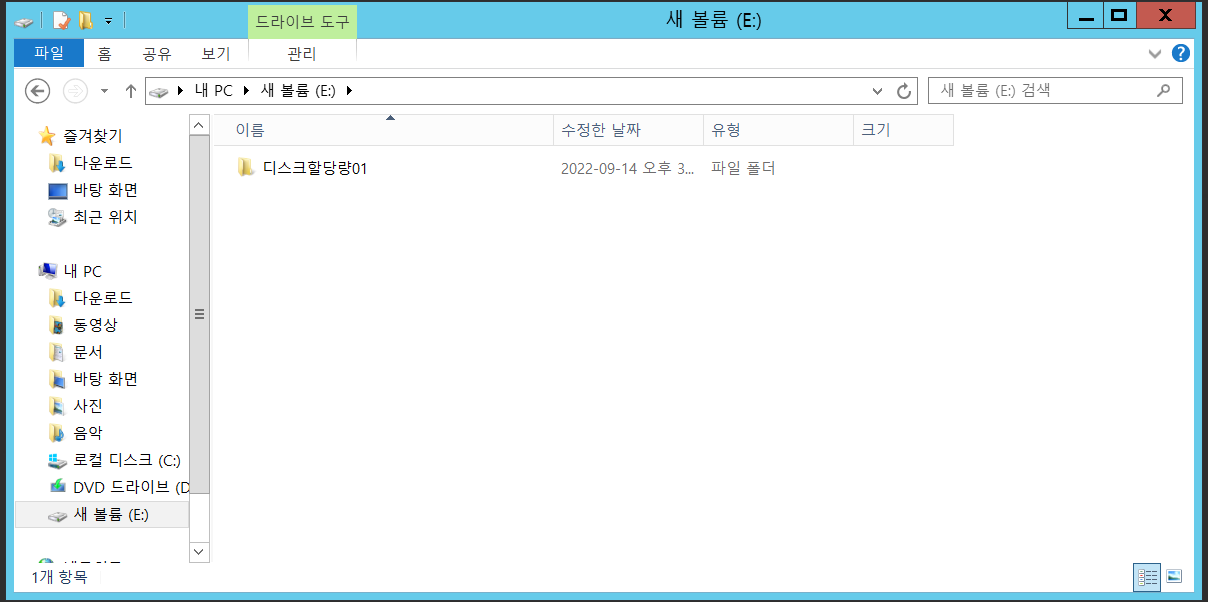 드라이브 도구
새 볼륨 (E:)
파일 홈 공유 보기 관리
내 PC 새 볼륨 (E:)
새 볼륨 (E:) 검색
이름 수정한 날짜 유형 크기
디스크할당량01 2022-09-14 오후 3... 파일 폴더
즐겨찾기
다운로드
바탕 화면
최근 위치
내 PC
다운로드
동영상
문서
바탕 화면
사진
음악
로컬 디스크 (C:)
DVD 드라이브 (D
새 볼륨 (E:)
1개 항목